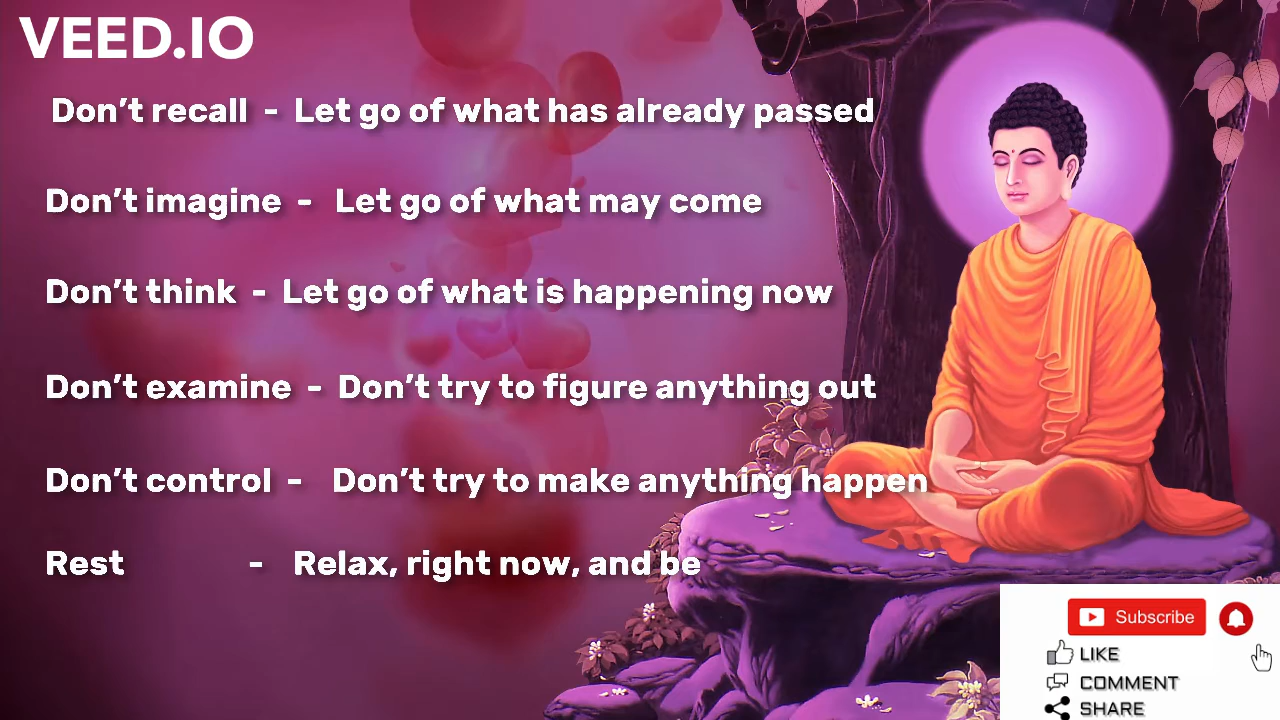 VEED.IO
Don't recall - Let go of what has already passed
Don't imagine - Let go of what may come
Don't think - Let go of what is happening now
Don't examine - Don't try to figure anything out
Don't control - Don't try to make anything happen
Rest - Relax, right now, and be
Subscribe
LIKE
COMMENT
SHARE